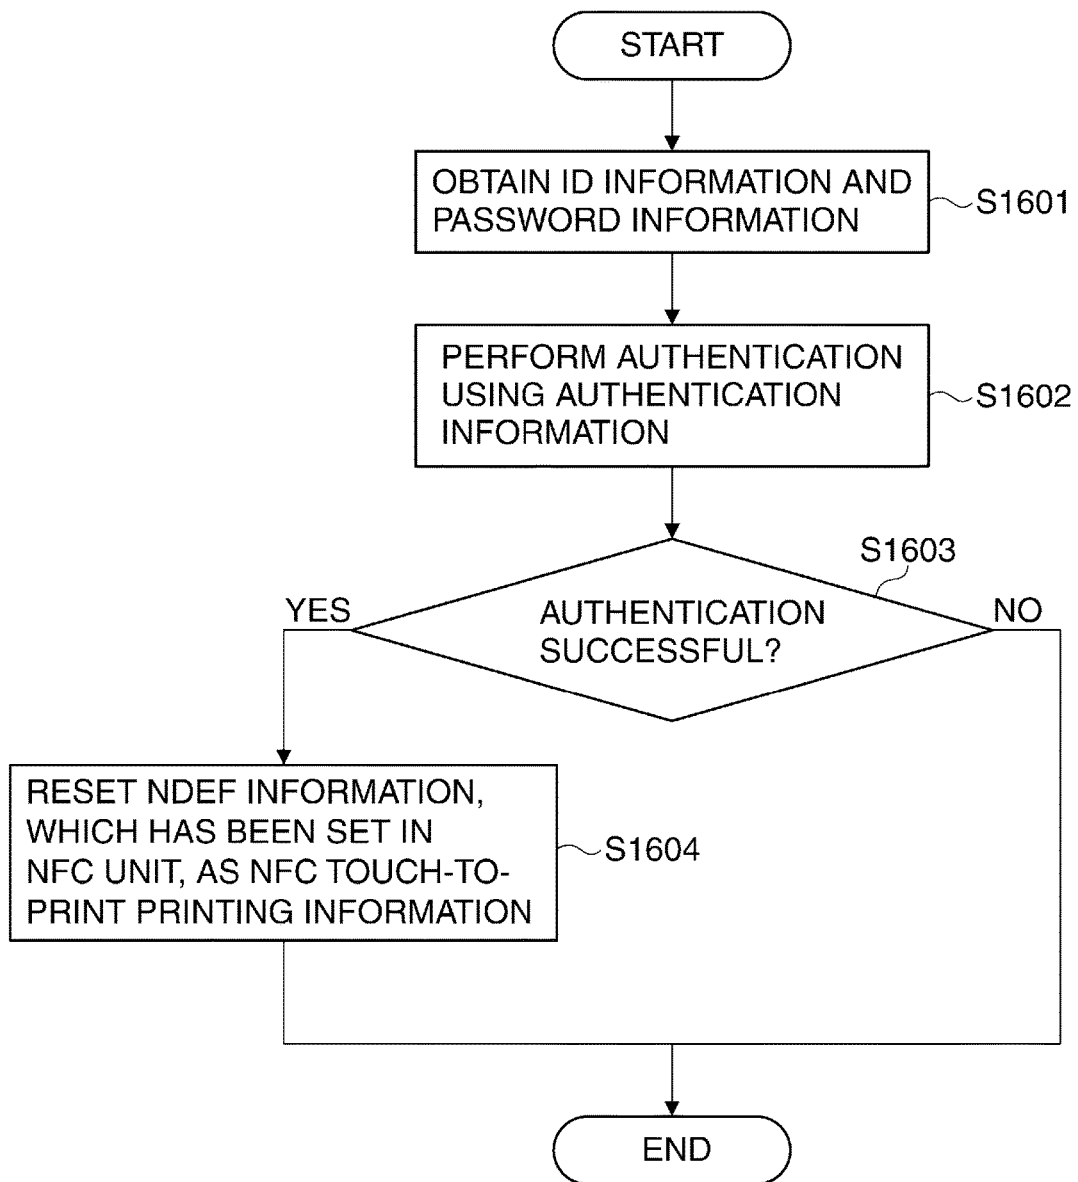 START
OBTAIN ID INFORMATION AND
PASSWORD INFORMATION
S1601
PERFORM AUTHENTICATION
USING AUTHENTICATION
INFORMATION
S1602
S1603
YES
AUTHENTICATION
SUCCESSFUL?
NO
RESET NDEF INFORMATION,
WHICH HAS BEEN SET IN
NFC UNIT, AS NFC TOUCH-TO-
PRINT PRINTING INFORMATION
S1604
END